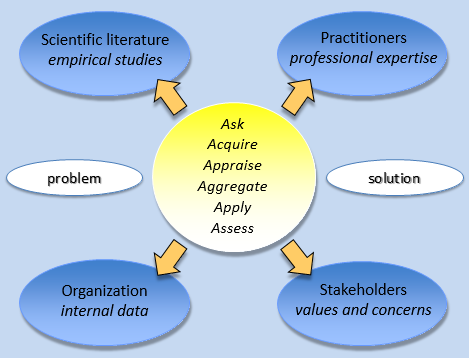 Scientific literature
empirical studies
Practitioners
professional expertise
Ask
Acquire
Appraise
Aggregate
Apply
Assess
problem
solution
Organization
internal data
Stakeholders
values and concerns